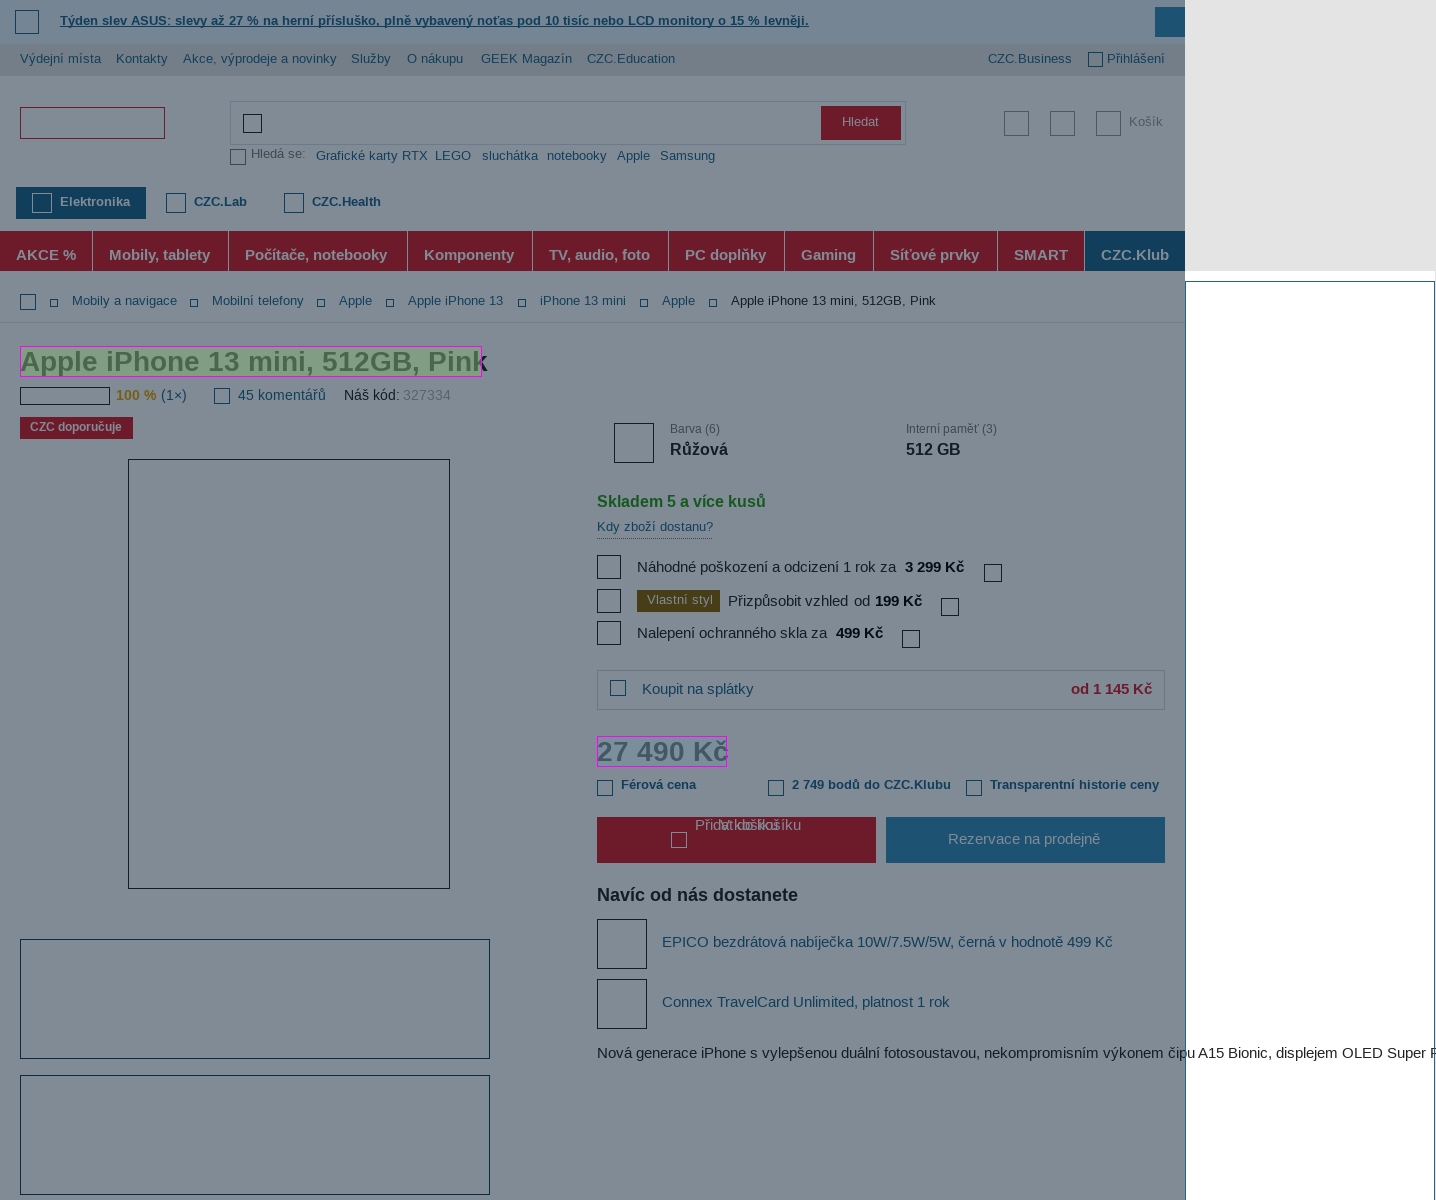 Týden slev ASUS: slevy až 27 % na herní přísluško, plně vybavený noťas pod 10 tisíc nebo LCD monitory o 15 % levněji.
Výdejní místa Kontakty Akce, výprodeje a novinky Služby O nákupu GEEK Magazín CZC.Education CZC.Business Přihlášení
Hledat Košík
Hledá se: Grafické karty RTX LEGO sluchátka notebooky Apple Samsung
Elektronika CZC.Lab CZC.Health
AKCE % Mobily, tablety Počítače, notebooky Komponenty TV, audio, foto PC doplňky Gaming Síťové prvky SMART CZC.Klub
Mobily a navigace Mobilní telefony Apple Apple iPhone 13 iPhone 13 mini Apple Apple iPhone 13 mini, 512GB, Pink
Apple iPhone 13 mini, 512GB, Pink
100 % (1×) 45 komentářů Náš kód: 327334
CZC doporučuje
Barva (6) Interní paměť (3)
Růžová 512 GB
Skladem 5 a více kusů
Kdy zboží dostanu?
Náhodné poškození a odcizení 1 rok za 3 299 Kč
Vlastní styl Přizpůsobit vzhled od 199 Kč
Nalepení ochranného skla za 499 Kč
Koupit na splátky od 1 145 Kč
27 490 Kč
Férová cena 2 749 bodů do CZC.Klubu Transparentní historie ceny
Přidat do košíku
V košíku
Rezervace na prodejně
Navíc od nás dostanete
EPICO bezdrátová nabíječka 10W/7.5W/5W, černá v hodnotě 499 Kč
Connex TravelCard Unlimited, platnost 1 rok
Nová generace iPhone s vylepšenou duální fotosoustavou, nekompromisním výkonem čipu A15 Bionic, displejem OLED Super